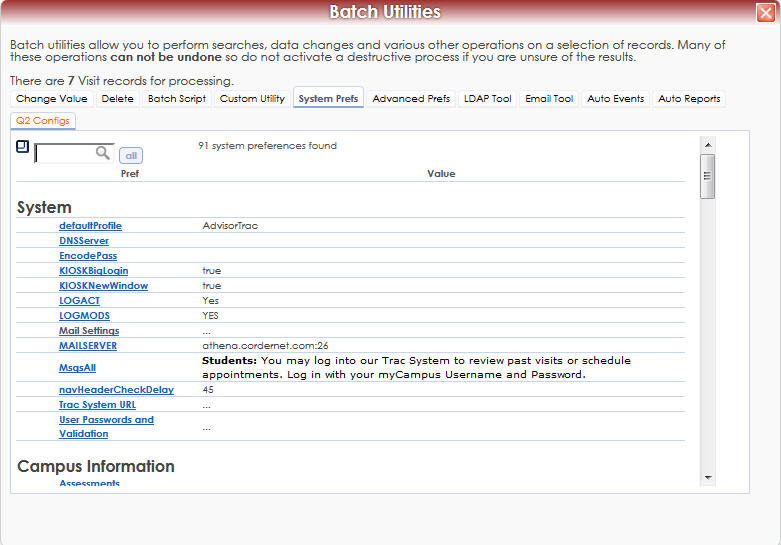 Batch Utilities
Batch utilities allow you to perform searches, data changes and various other operations on a selection of records. Many of
these operations can not be undone so do not activate a destructive process if you are unsure of the results.
There are 7 Visit records for processing.
Change Value Delete Batch Script Custom Utility System Prefs Advanced Prefs LDAP Tool Email Tool Auto Events Auto Reports
Q2 Configs
all 91 system preferences found
Pref Value
System
defaultProfile AdvisorTrac
DNSServer
EncodePass
KIOSKBigLogin true
KIOSKNewWindow true
LOGACT Yes
LOGMODS YES
Mail Settings ...
MAILSERVER athena.cordernet.com:26
MsgsAll Students: You may log into our Trac System to review past visits or schedule
appointments. Log in with your myCampus Username and Password.
navHeaderCheckDelay 45
Trac System URL ...
User Passwords and
Validation ...
Campus Information
Assessments